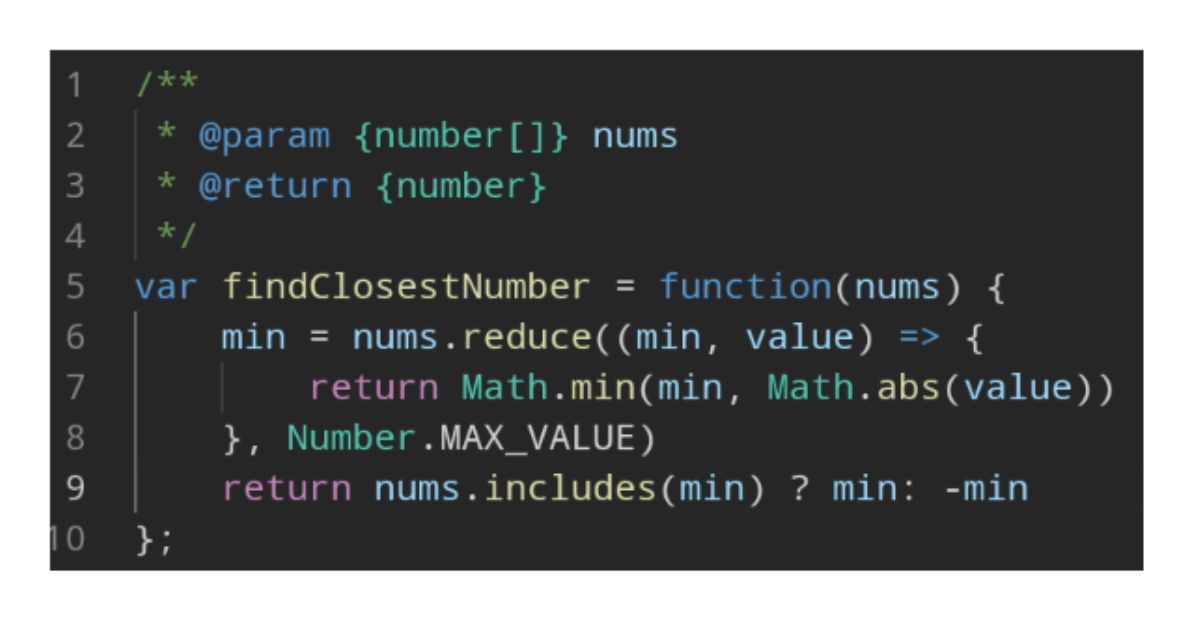 1 /**
2  * @param {number[]} nums
3  * @return {number}
4  */
5 var findClosestNumber = function(nums) {
6     min = nums.reduce((min, value) => {
7         return Math.min(min, Math.abs(value))
8     }, Number.MAX_VALUE)
9     return nums.includes(min) ? min: -min
10 };